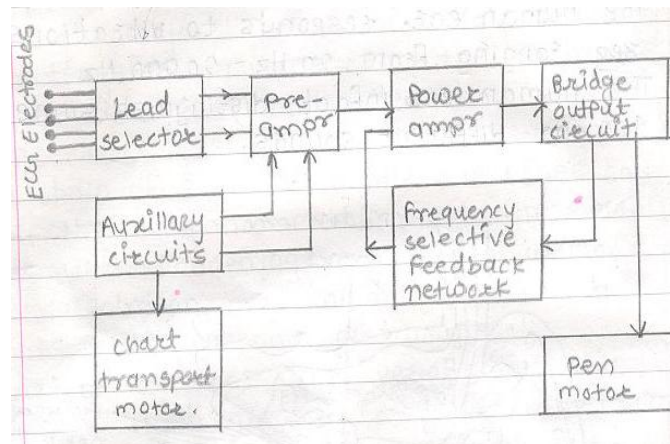 ECG Electrodes
Lead
selector
Pre-
ampr
Power
ampr
Bridge
output
circuit.
Auxillary
circuits
Frequency
selective
feedback
network
chart
transport
motor.
Pen
motor